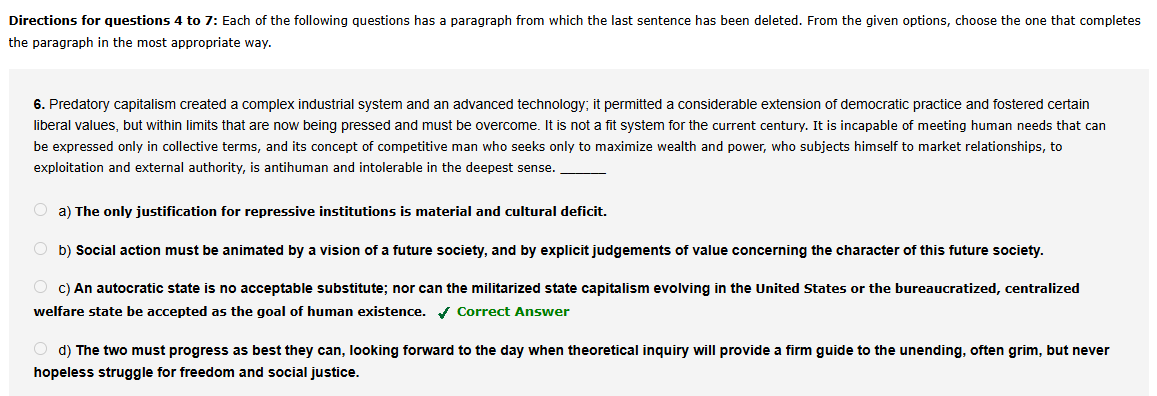 Directions for questions 4 to 7: Each of the following questions has a paragraph from which the last sentence has been deleted. From the given options, choose the one that completes
the paragraph in the most appropriate way.
6. Predatory capitalism created a complex industrial system and an advanced technology; it permitted a considerable extension of democratic practice and fostered certain
liberal values, but within limits that are now being pressed and must be overcome. It is not a fit system for the current century. It is incapable of meeting human needs that can
be expressed only in collective terms, and its concept of competitive man who seeks only to maximize wealth and power, who subjects himself to market relationships, to
exploitation and external authority, is antihuman and intolerable in the deepest sense. ______
a) The only justification for repressive institutions is material and cultural deficit.
b) Social action must be animated by a vision of a future society, and by explicit judgements of value concerning the character of this future society.
c) An autocratic state is no acceptable substitute; nor can the militarized state capitalism evolving in the United States or the bureaucratized, centralized
welfare state be accepted as the goal of human existence. ✓ Correct Answer
d) The two must progress as best they can, looking forward to the day when theoretical inquiry will provide a firm guide to the unending, often grim, but never
hopeless struggle for freedom and social justice.